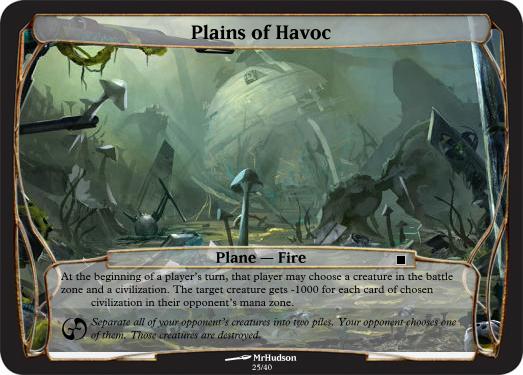 Plains of Havoc
Plane — Fire
At the beginning of a player's turn, that player may choose a creature in the battle
zone and a civilization. The target creature gets -1000 for each card of chosen
civilization in their opponent's mana zone.
Separate all of your opponent's creatures into two piles. Your opponent chooses one
of them. Those creatures are destroyed.
MrHudson
25/40